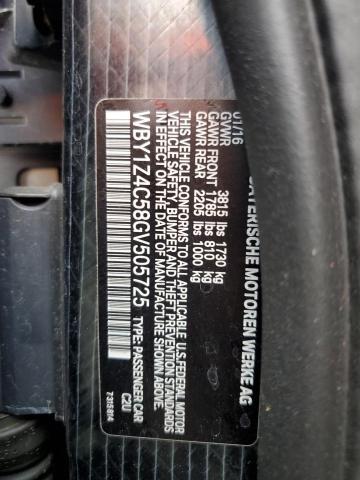 BAYERISCHE MOTOREN WERKE AG
01/16
GVWR 3815 lbs 1730 kg
GAWR FRONT 1785 lbs 810 kg
GAWR REAR 2205 lbs 1000 kg
THIS VEHICLE CONFORMS TO ALL APPLICABLE U.S. FEDERAL MOTOR
VEHICLE SAFETY, BUMPER AND THEFT PREVENTION STANDARDS
IN EFFECT ON THE DATE OF MANUFACTURE SHOWN ABOVE.
WBY1Z4C58GV505725 TYPE: PASSENGER CAR
C2U
7315814